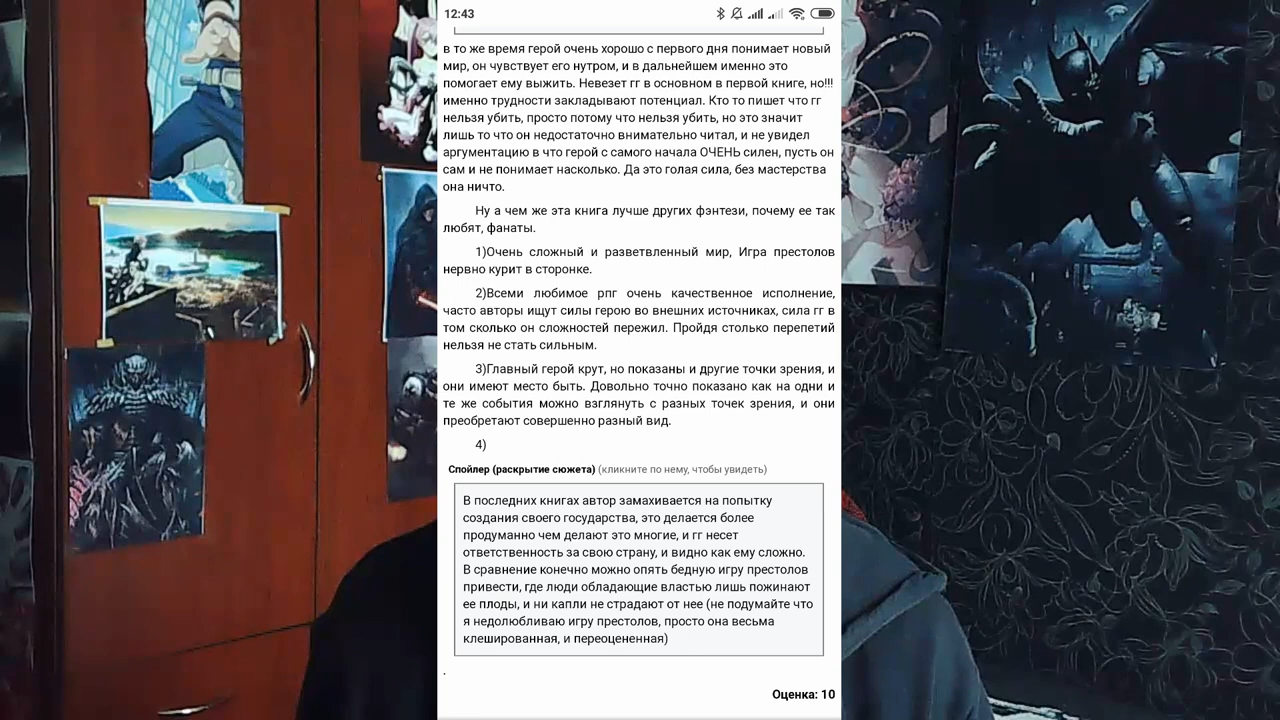 12:43
в то же время герой очень хорошо с первого дня понимает новый
мир, он чувствует его нутром, и в дальнейшем именно это
помогает ему выжить. Невезет гг в основном в первой книге, но!!!
именно трудности закладывают потенциал. Кто то пишет что гг
нельзя убить, просто потому что нельзя убить, но это значит
лишь то что он недостаточно внимательно читал, и не увидел
аргументацию в что герой с самого начала ОЧЕНЬ силен, пусть он
сам и не понимает насколько. Да это голая сила, без мастерства
она ничто.
Ну а чем же эта книга лучше других фэнтези, почему ее так
любят, фанаты.
1)Очень сложный и разветвленный мир, Игра престолов
нервно курит в сторонке.
2)Всеми любимое рпг очень качественное исполнение,
часто авторы ищут силы герою во внешних источниках, сила гг в
том сколько он сложностей пережил. Пройдя столько перепетий
нельзя не стать сильным.
3)Главный герой крут, но показаны и другие точки зрения, и
они имеют место быть. Довольно точно показано как на одни и
те же события можно взглянуть с разных точек зрения, и они
преобретают совершенно разный вид.
4)
Спойлер (раскрытие сюжета) (кликните по нему, чтобы увидеть)
В последних книгах автор замахивается на попытку
создания своего государства, это делается более
продуманно чем делают это многие, и гг несет
ответственность за свою страну, и видно как ему сложно.
В сравнение конечно можно опять бедную игру престолов
привести, где люди обладающие властью лишь пожинают
ее плоды, и ни капли не страдают от нее (не подумайте что
я недолюбливаю игру престолов, просто она весьма
клешированная, и переоцененная)
.
Оценка: 10